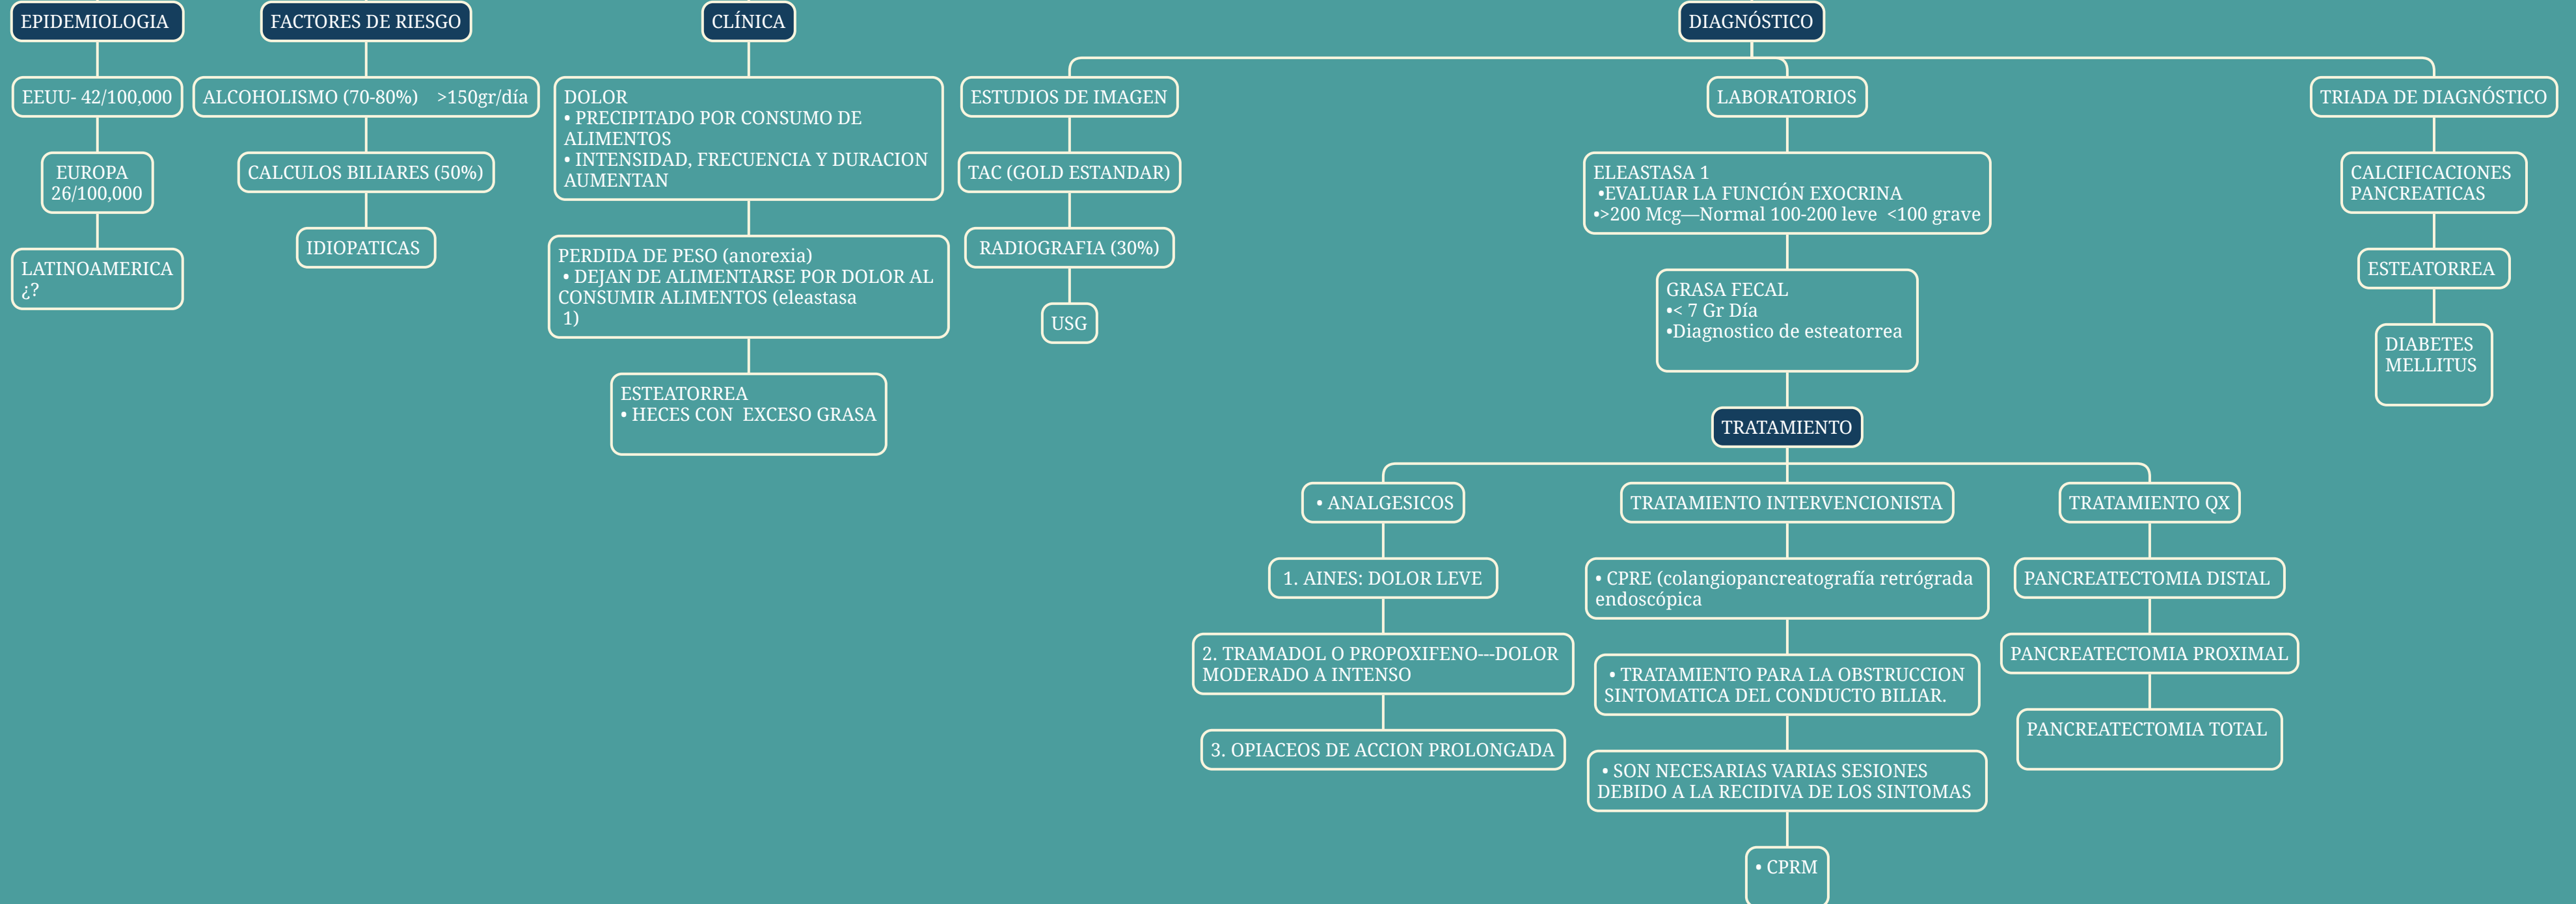 EPIDEMIOLOGIA
EEUU- 42/100,000
EUROPA
26/100,000
LATINOAMERICA
¿?
FACTORES DE RIESGO
ALCOHOLISMO (70-80%) >150gr/día
CALCULOS BILIARES (50%)
IDIOPATICAS
CLÍNICA
DOLOR
• PRECIPITADO POR CONSUMO DE
ALIMENTOS
• INTENSIDAD, FRECUENCIA Y DURACION
AUMENTAN
PERDIDA DE PESO (anorexia)
• DEJAN DE ALIMENTARSE POR DOLOR AL
CONSUMIR ALIMENTOS (eleastasa
1)
ESTEATORREA
• HECES CON EXCESO GRASA
DIAGNÓSTICO
ESTUDIOS DE IMAGEN
TAC (GOLD ESTANDAR)
RADIOGRAFIA (30%)
USG
LABORATORIOS
ELEASTASA 1
•EVALUAR LA FUNCIÓN EXOCRINA
•>200 Mcg—Normal 100-200 leve <100 grave
GRASA FECAL
•< 7 Gr Día
•Diagnostico de esteatorrea
TRIADA DE DIAGNÓSTICO
CALCIFICACIONES
PANCREATICAS
ESTEATORREA
DIABETES
MELLITUS
TRATAMIENTO
• ANALGESICOS
1. AINES: DOLOR LEVE
2. TRAMADOL O PROPOXIFENO---DOLOR
MODERADO A INTENSO
3. OPIACEOS DE ACCION PROLONGADA
TRATAMIENTO INTERVENCIONISTA
• CPRE (colangiopancreatografía retrógrada
endoscópica
• TRATAMIENTO PARA LA OBSTRUCCION
SINTOMATICA DEL CONDUCTO BILIAR.
• SON NECESARIAS VARIAS SESIONES
DEBIDO A LA RECIDIVA DE LOS SINTOMAS
• CPRM
TRATAMIENTO QX
PANCREATECTOMIA DISTAL
PANCREATECTOMIA PROXIMAL
PANCREATECTOMIA TOTAL